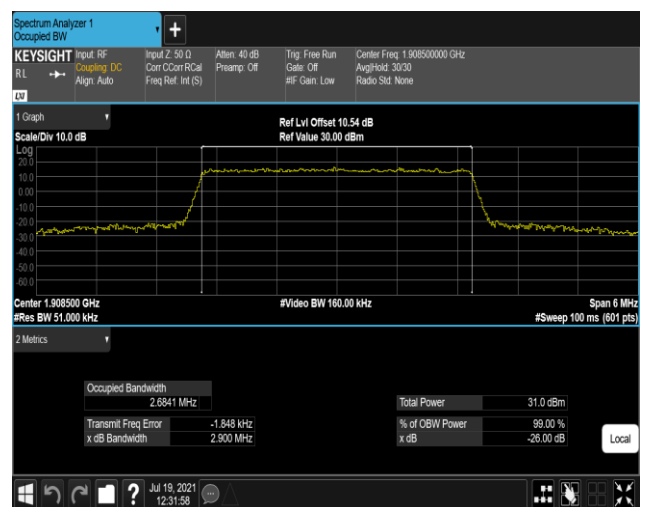 Spectrum Analyzer 1
Occupied BW
+
KEYSIGHT Input: RF Input Z: 50 Ω Atten: 40 dB Trig: Free Run Center Freq: 1.908500000 GHz
RL Coupling: DC Corr CCorr RCal Preamp: Off Gate: Off Avg|Hold: 30/30
Align: Auto Freq Ref: Int (S) #IF Gain: Low Radio Std: None
LXI
1 Graph
Ref Lvl Offset 10.54 dB
Scale/Div 10.0 dB Ref Value 30.00 dBm
Log
20.0
10.0
0.00
-10.0
-20.0
-30.0
-40.0
-50.0
-60.0
Center 1.908500 GHz #Video BW 160.00 kHz Span 6 MHz
#Res BW 51.000 kHz #Sweep 100 ms (601 pts)
2 Metrics
Occupied Bandwidth
2.6841 MHz Total Power 31.0 dBm
Transmit Freq Error -1.848 kHz % of OBW Power 99.00 %
x dB Bandwidth 2.900 MHz x dB -26.00 dB
Local
? Jul 19, 2021
12:31:58